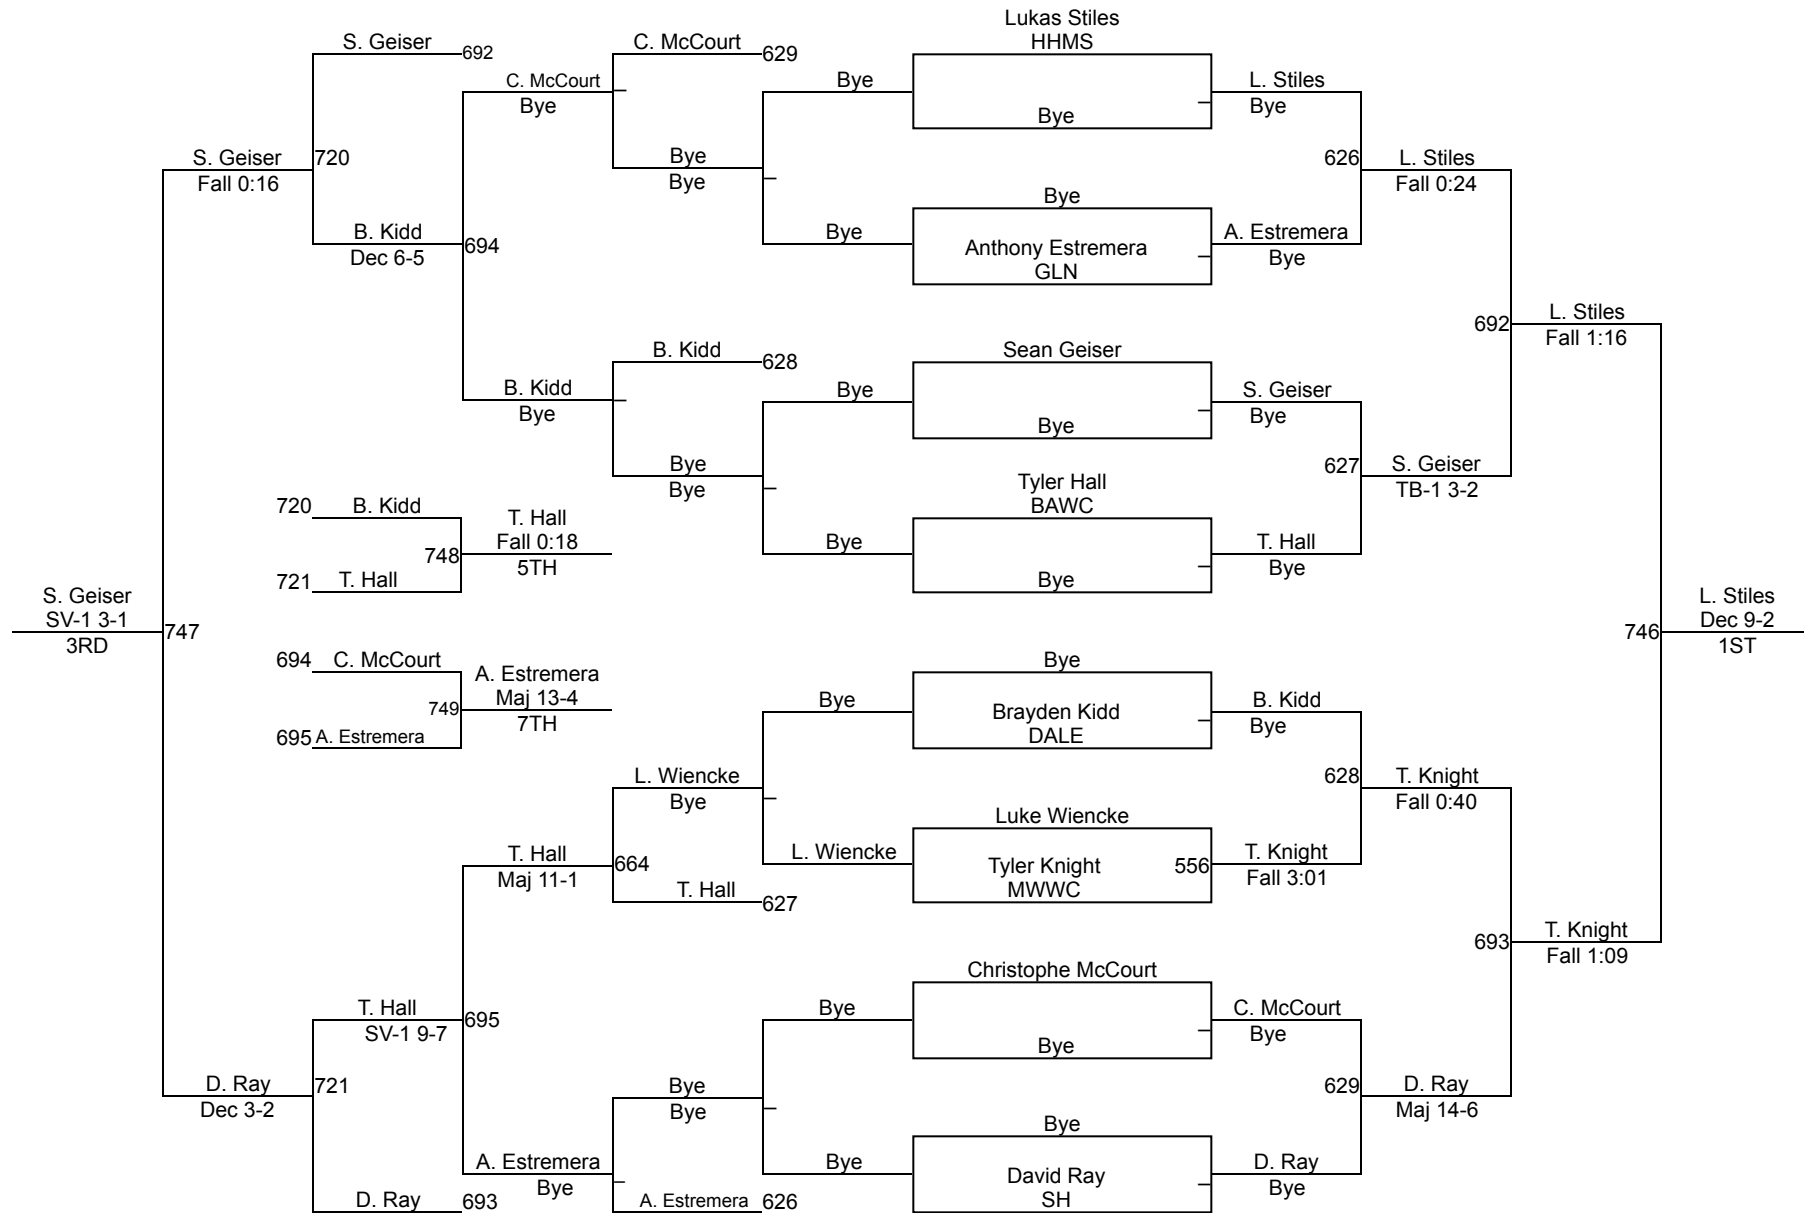 Lukas Stiles
HHMS
S. Geiser
692
C. McCourt
629
C. McCourt
Bye
Bye
Bye
L. Stiles
Bye
S. Geiser
Fall 0:16
720
Bye
Bye
626
L. Stiles
Fall 0:24
Bye
B. Kidd
Dec 6-5
694
Bye
Anthony Estremera
GLN
A. Estremera
Bye
692
L. Stiles
Fall 1:16
B. Kidd
628
Sean Geiser
B. Kidd
Bye
Bye
Bye
S. Geiser
Bye
Bye
Bye
627
S. Geiser
TB-1 3-2
Tyler Hall
BAWC
720
B. Kidd
T. Hall
Fall 0:18
5TH
748
721
T. Hall
Bye
Bye
T. Hall
Bye
S. Geiser
SV-1 3-1
3RD
747
746
L. Stiles
Dec 9-2
1ST
694
C. McCourt
A. Estremera
Maj 13-4
7TH
749
695
A. Estremera
Bye
Bye
Brayden Kidd
DALE
B. Kidd
Bye
L. Wiencke
Bye
628
T. Knight
Fall 0:40
Luke Wiencke
T. Hall
Maj 11-1
664
L. Wiencke
Tyler Knight
MWWC
556
T. Knight
Fall 3:01
T. Hall
627
693
T. Knight
Fall 1:09
Christophe McCourt
T. Hall
SV-1 9-7
695
Bye
Bye
C. McCourt
Bye
D. Ray
Dec 3-2
721
Bye
Bye
629
D. Ray
Maj 14-6
Bye
A. Estremera
Bye
Bye
David Ray
SH
D. Ray
Bye
D. Ray
693
A. Estremera
626